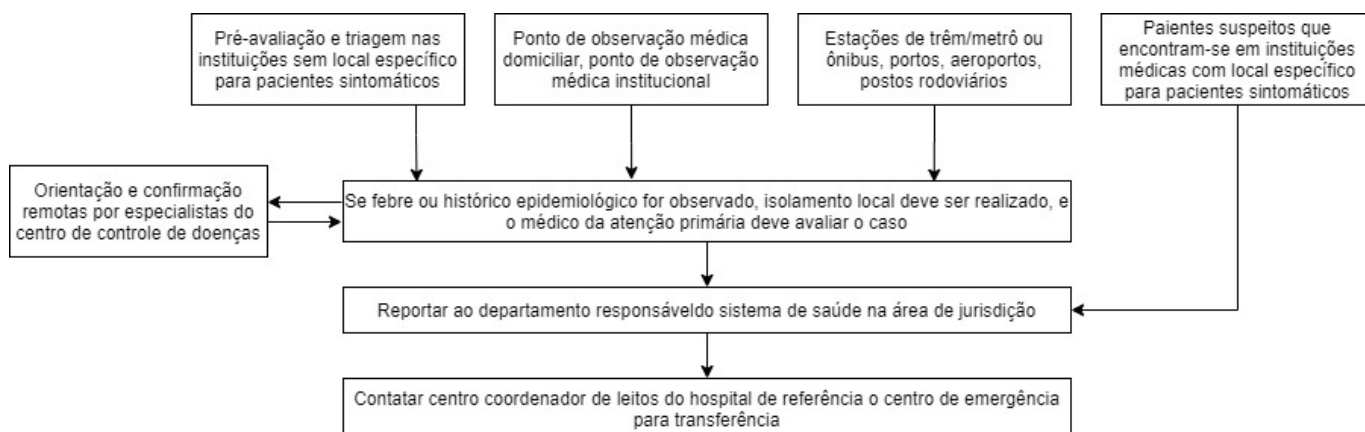 Pré-avaliação e triagem nas
instituições sem local específico
para pacientes sintomáticos
Ponto de observação médica
domiciliar, ponto de observação
médica institucional
Estações de trêm/metrô ou
ônibus, portos, aeroportos,
postos rodoviários
Paientes suspeitos que
encontram-se em instituições
médicas com local específico
para pacientes sintomáticos
Orientação e confirmação
remotas por especialistas do
centro de controle de doenças
Se febre ou histórico epidemiológico for observado, isolamento local deve ser realizado, e
o médico da atenção primária deve avaliar o caso
Reportar ao departamento responsáveldo sistema de saúde na área de jurisdição
Contatar centro coordenador de leitos do hospital de referência o centro de emergência
para transferência